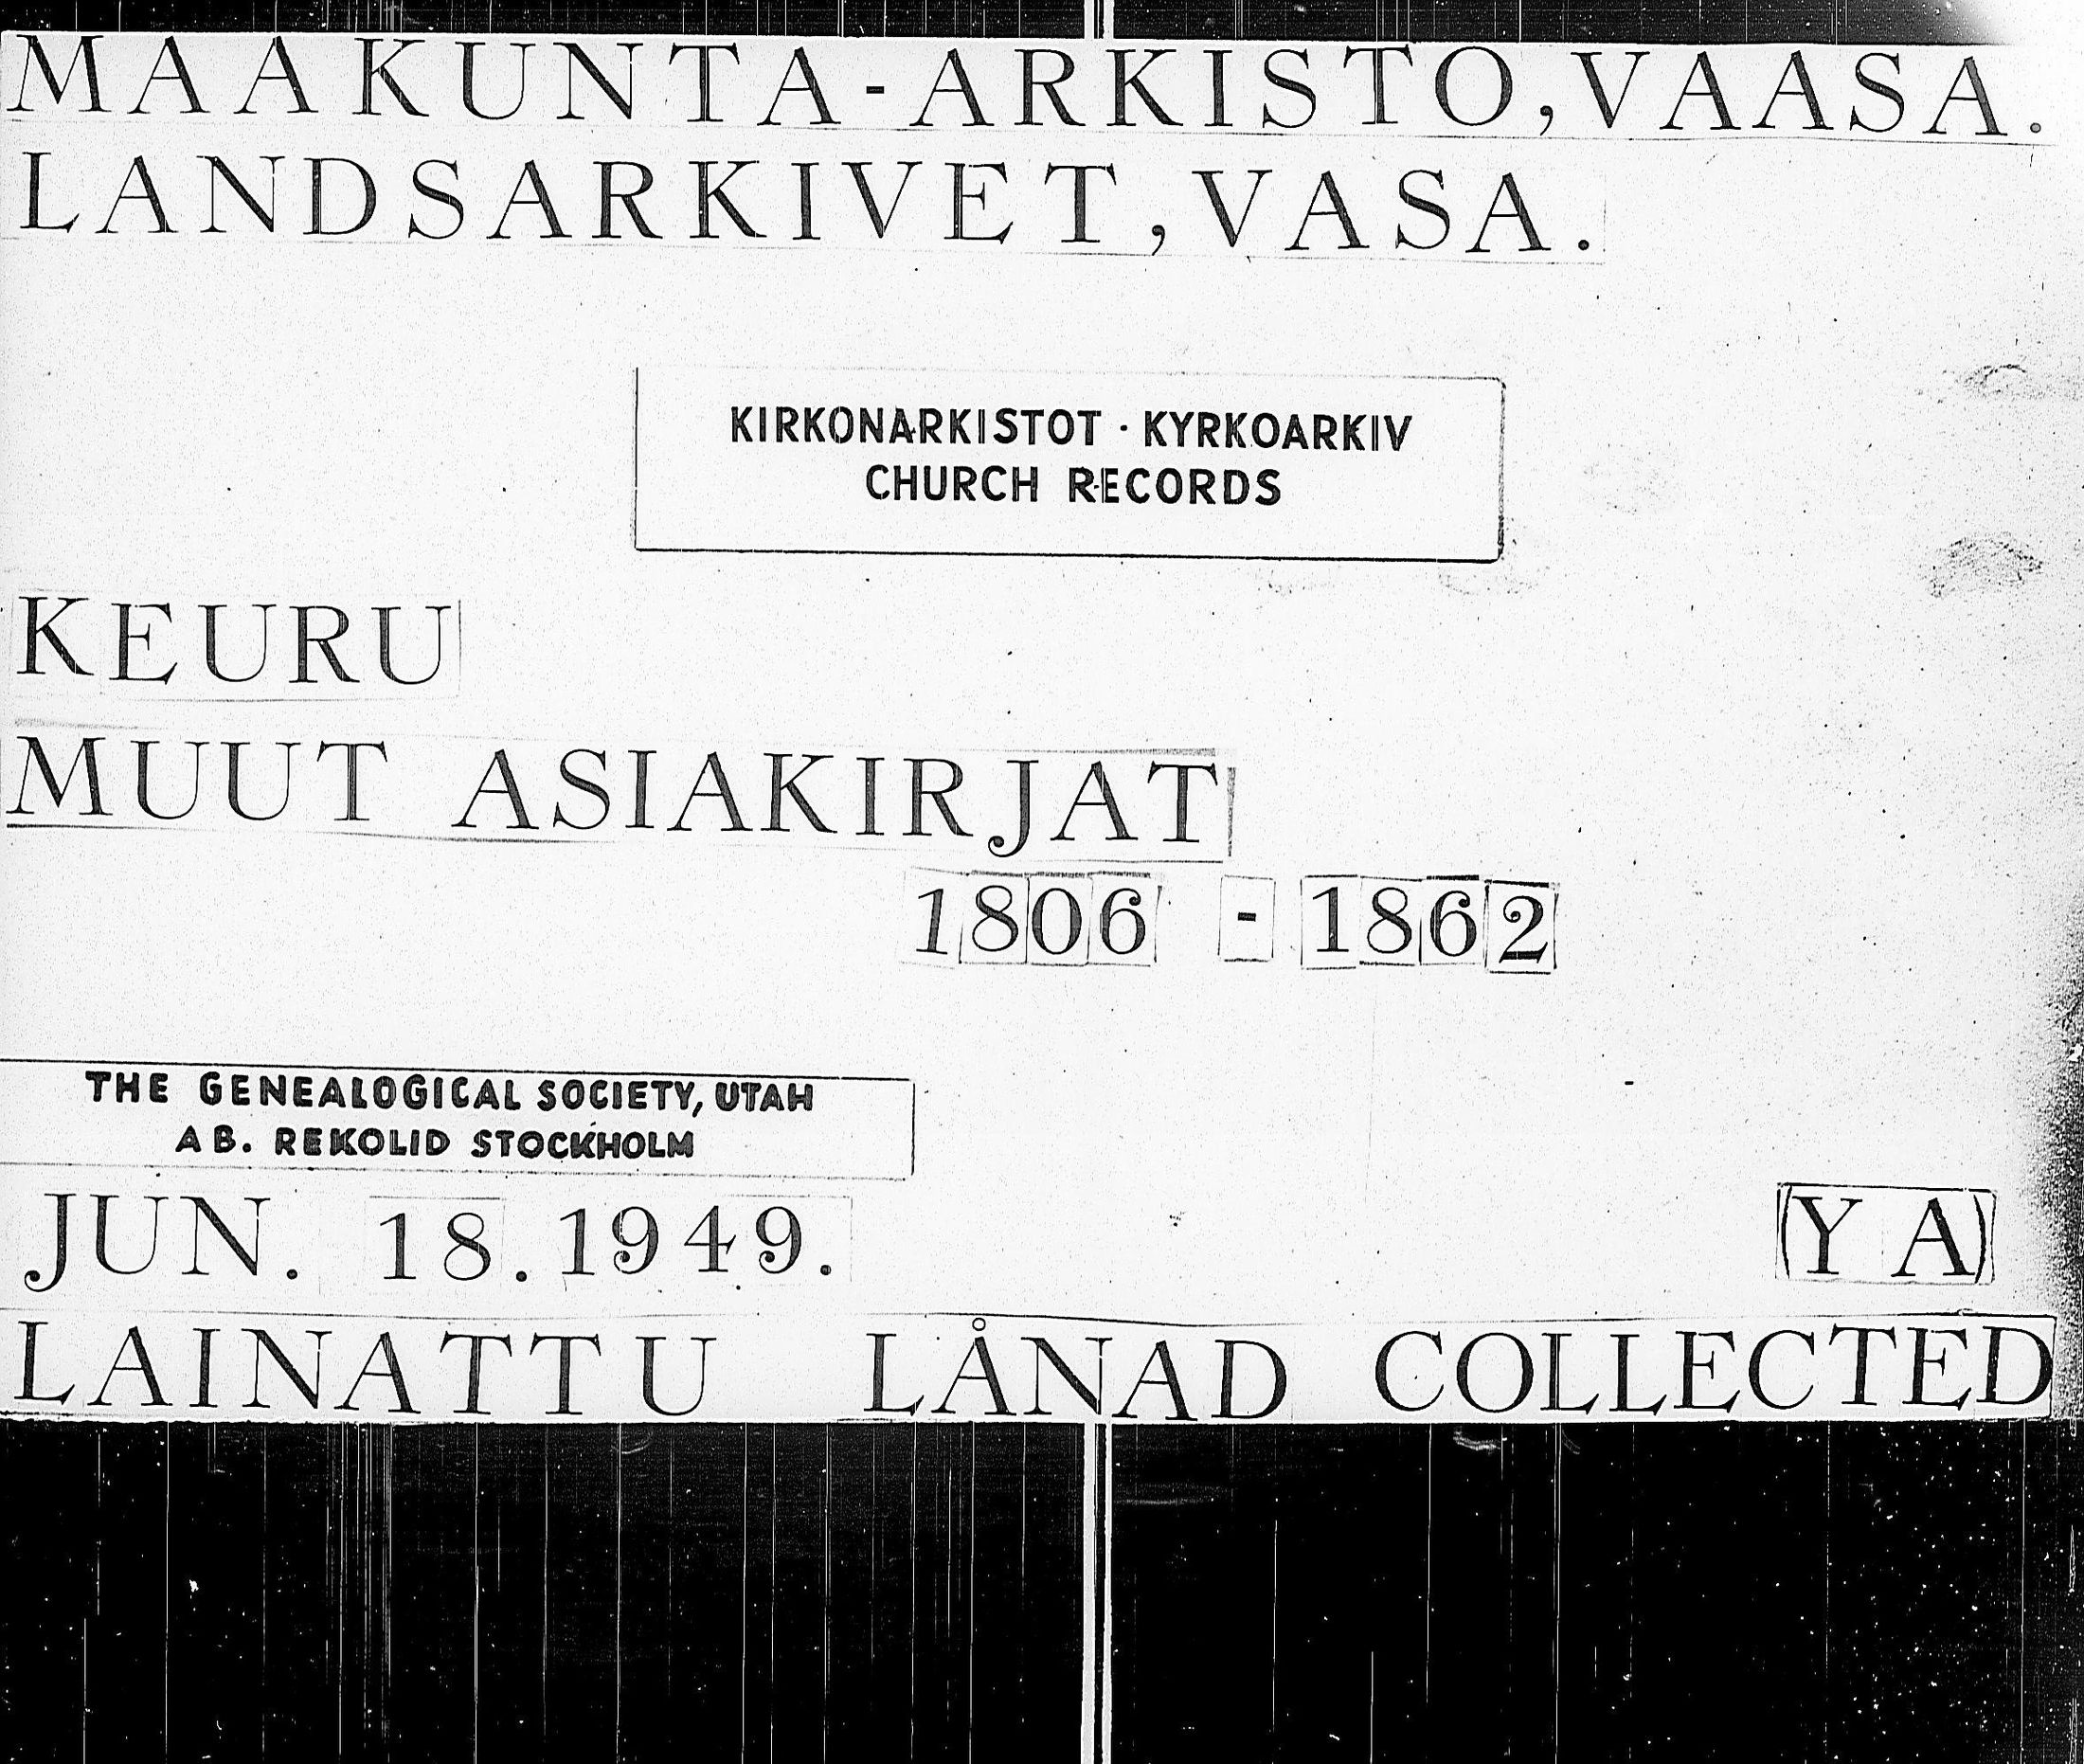 MAAKUNTA-ARKISTO, VAASA.
LANDSARKIVET, VASA.
KIRKONARKISTOT · KYRKOARKIV
CHURCH RECORDS
KEURU
MUUT ASIAKIRJAT
1806 - 1862
THE GENEALOGICAL SOCIETY, UTAH
AB. REKOLID STOCKHOLM
JUN. 18. 1949. (Y A)
LAINATTU LÅNAD COLLECTED